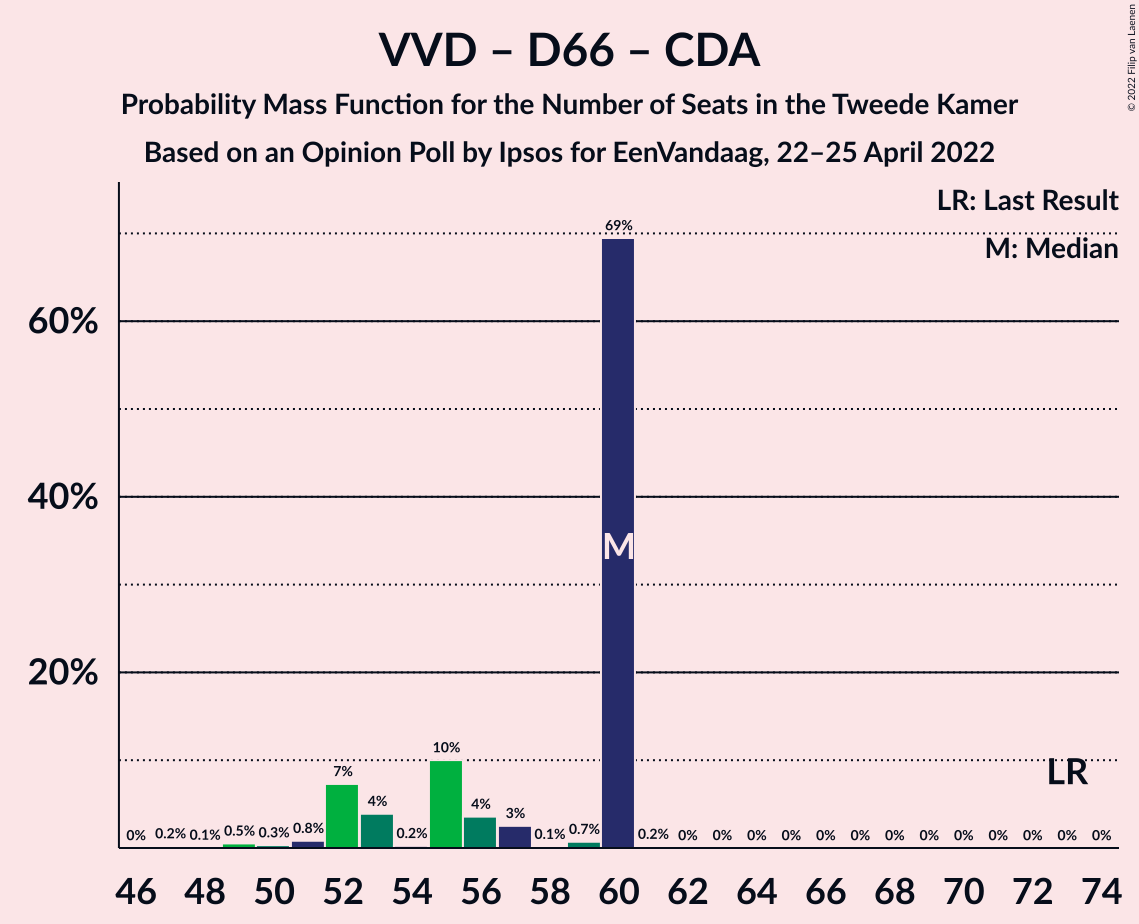 VVD – D66 – CDA
Probability Mass Function for the Number of Seats in the Tweede Kamer
Based on an Opinion Poll by Ipsos for EenVandaag, 22–25 April 2022
© 2022 Filip van Laenen
LR: Last Result
M: Median
60%
40%
20%
0% 0.2% 0.1% 0.5% 0.3% 0.8% 7% 4% 0.2% 10% 4% 3% 0.1% 0.7% 69% 0.2% 0% 0% 0% 0% 0% 0% 0% 0% 0% 0% 0% 0% 0%
M
LR
46 48 50 52 54 56 58 60 62 64 66 68 70 72 74